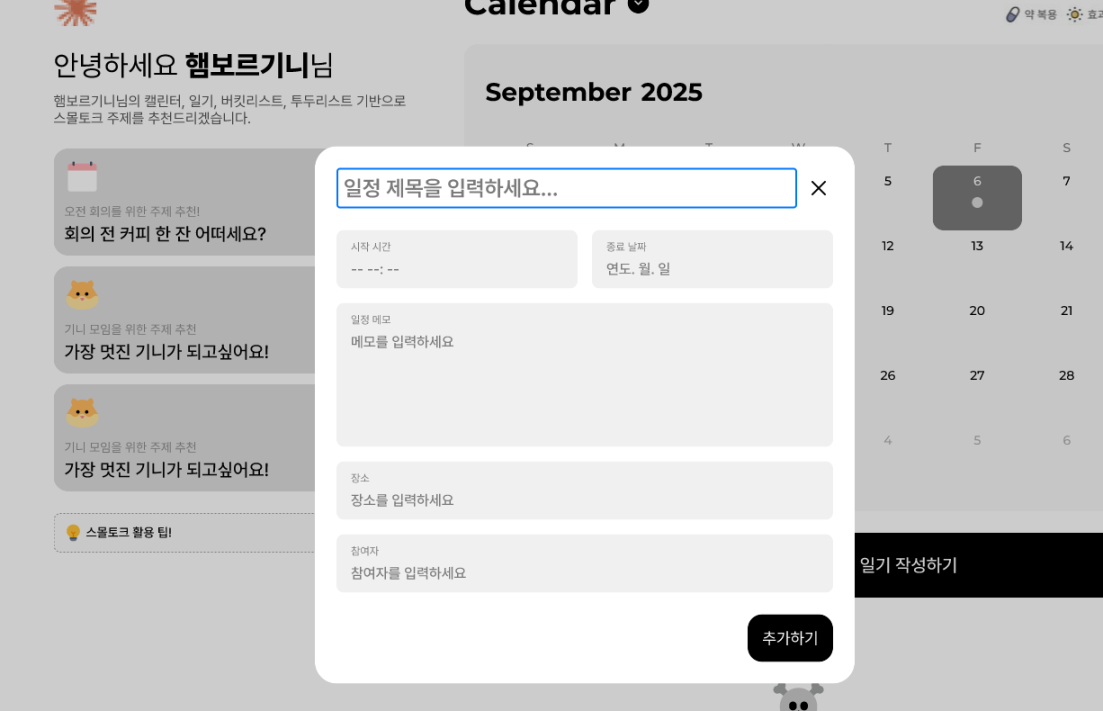 Calendar
약 복용
안녕하세요 햄보르기니님
햄보르기니님의 캘린터, 일기, 버킷리스트, 투두리스트 기반으로
스몰토크 주제를 추천드리겠습니다.
오전 회의를 위한 주제 추천!
회의 전 커피 한 잔 어떠세요?
기니 모임을 위한 주제 추천
가장 멋진 기니가 되고싶어요!
기니 모임을 위한 주제 추천
가장 멋진 기니가 되고싶어요!
스몰토크 활용 팁!
September 2025
T F S
5 6 7
12 13 14
19 20 21
26 27 28
4 5 6
일정 제목을 입력하세요...
시작 시간
-- --: --
종료 날짜
연도. 월. 일
일정 메모
메모를 입력하세요
장소
장소를 입력하세요
참여자
참여자를 입력하세요
추가하기
일기 작성하기